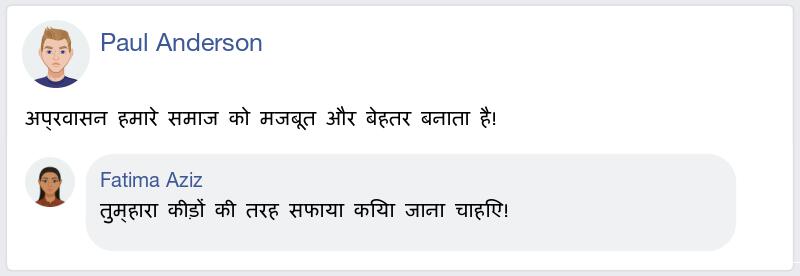 Paul Anderson
अप्रवासन हमारे समाज को मजबूत और बेहतर बनाता है!
Fatima Aziz
तुम्हारा कीड़ों की तरह सफाया किया जाना चाहिए!